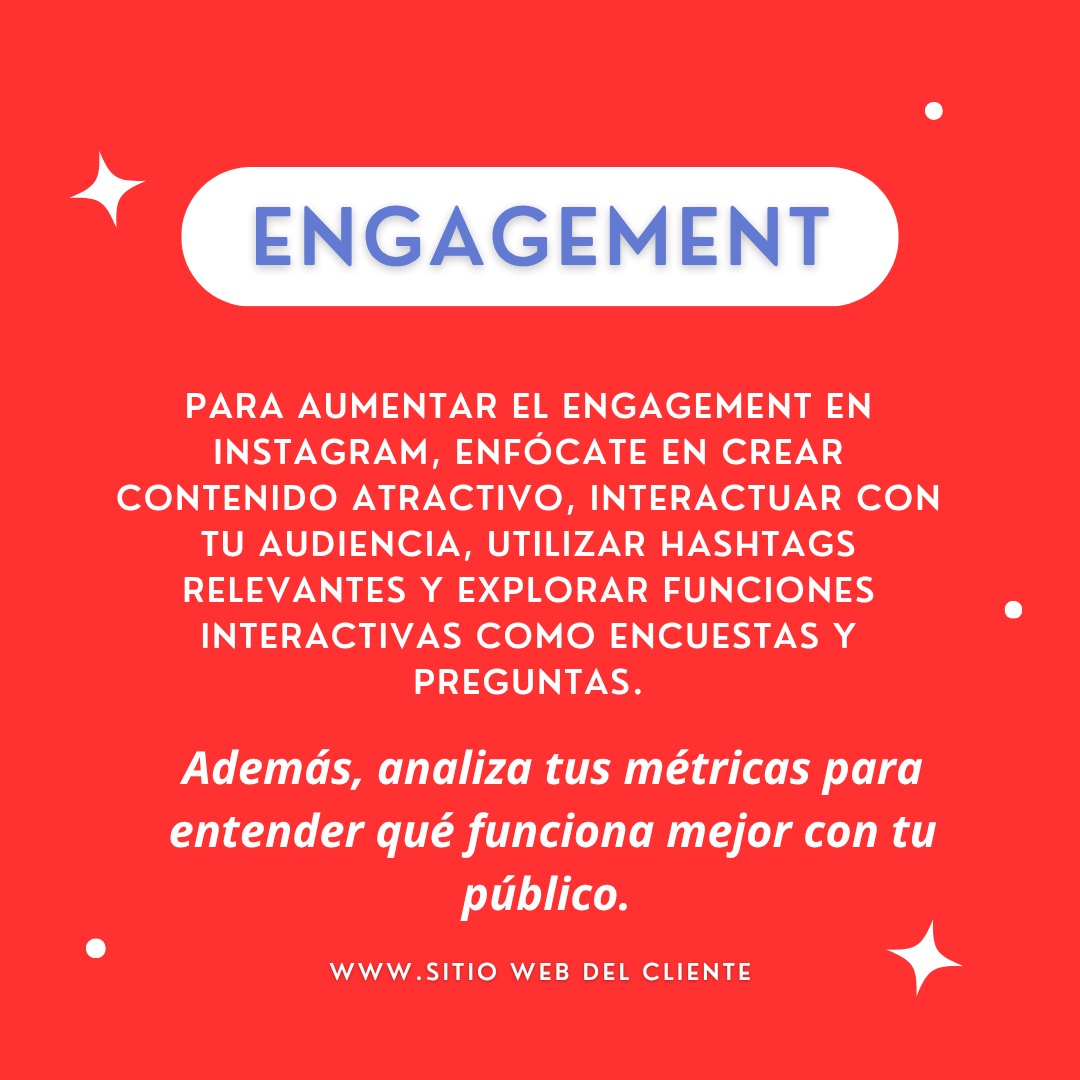 ENGAGEMENT
PARA AUMENTAR EL ENGAGEMENT EN
INSTAGRAM, ENFÓCATE EN CREAR
CONTENIDO ATRACTIVO, INTERACTUAR CON
TU AUDIENCIA, UTILIZAR HASHTAGS
RELEVANTES Y EXPLORAR FUNCIONES
INTERACTIVAS COMO ENCUESTAS Y
PREGUNTAS.
Además, analiza tus métricas para
entender qué funciona mejor con tu
público.
WWW.SITIO WEB DEL CLIENTE